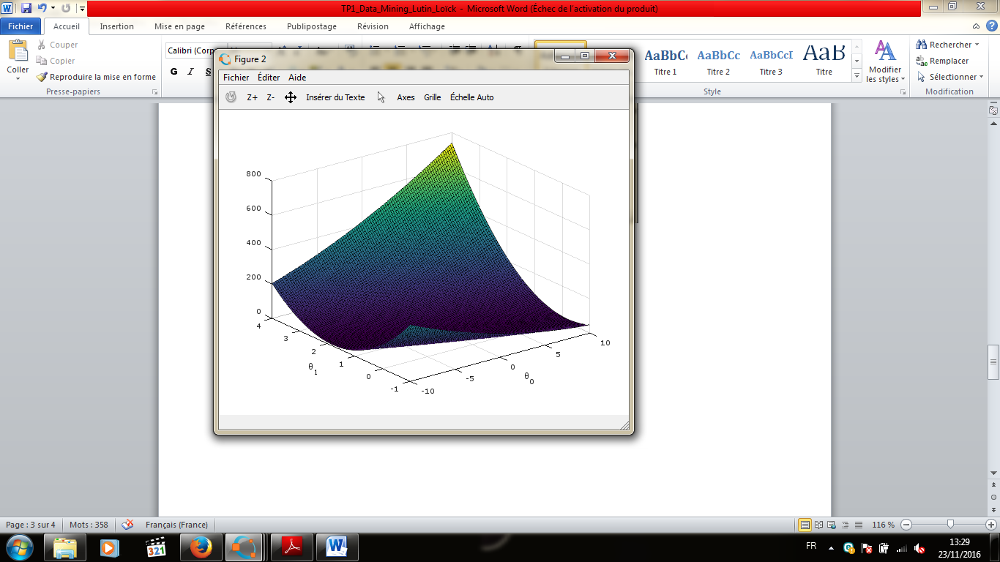 TP1_Data_Mining_Lutin_Loïck - Microsoft Word (Échec de l'activation du produit)
Fichier Accueil Insertion Mise en page Références Publipostage Révision Affichage
Coller
Couper
Copier
Reproduire la mise en forme
Presse-papiers
Calibri (Corp
G I S
AaBbCc AaBbCc AaBbCcI AaB
Titre 1 Titre 2 Titre 3 Titre
Modifier
les styles
Style
Rechercher
Remplacer
Sélectionner
Modification
Figure 2
Fichier Éditer Aide
Z+ Z- Insérer du Texte Axes Grille Échelle Auto
800
600
400
200
0
4
3
2
1
0
-1
θ1
-10
-5
0
5
10
θ0
Page : 3 sur 4 Mots : 358 Français (France) 116 %
321
FR
13:29
23/11/2016